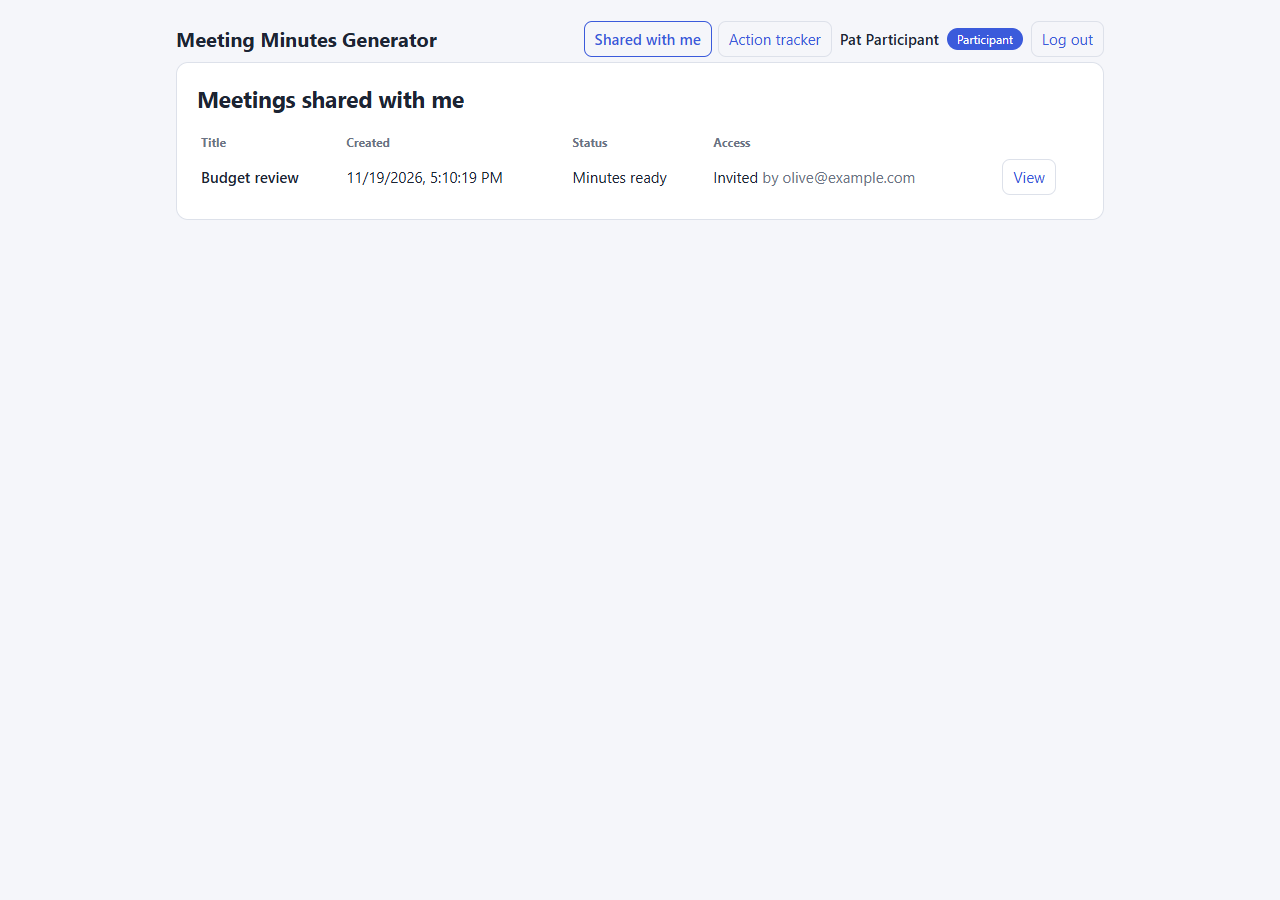 Meeting Minutes Generator Shared with me Action tracker Pat Participant Participant Log out
Meetings shared with me
Title Created Status Access
Budget review 11/19/2026, 5:10:19 PM Minutes ready Invited by olive@example.com View